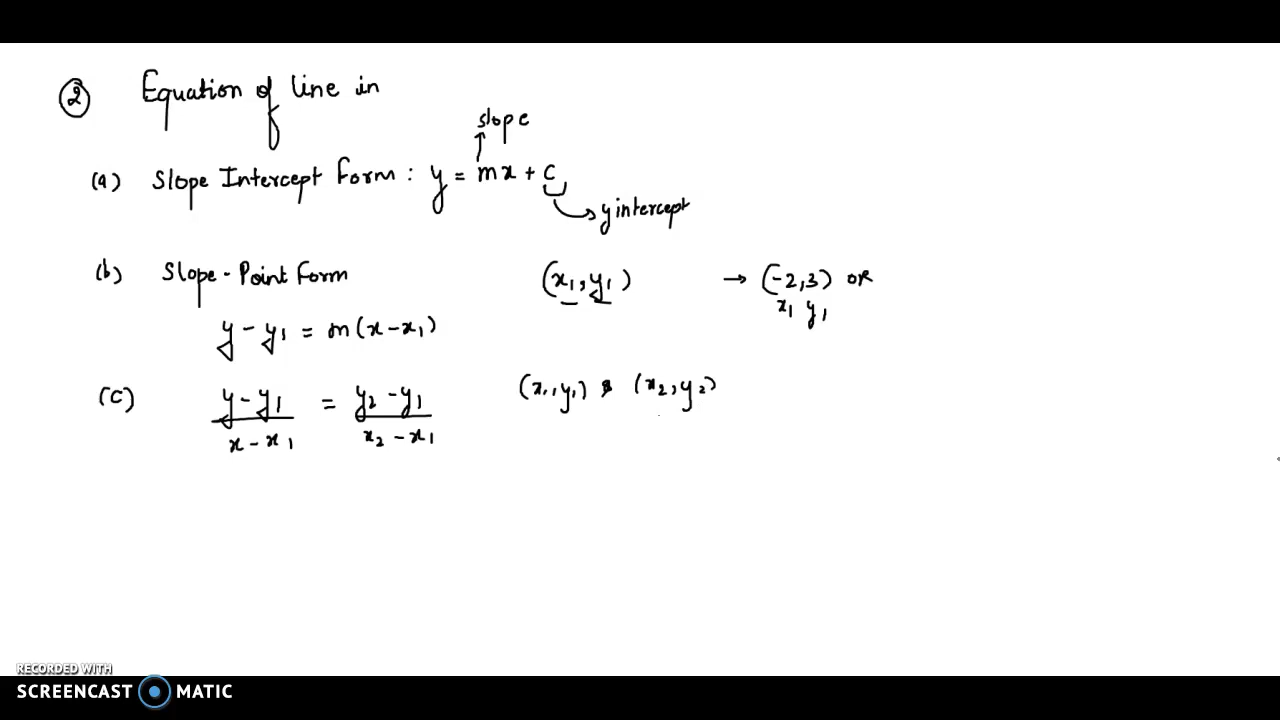 ② Equation of line in
slope
(a) Slope Intercept Form : y = mx + c
y intercept
(b) Slope - Point Form (x₁, y₁) → (-2, 3) OR
x₁ y₁
y - y₁ = m(x - x₁)
(c) y - y₁ / x - x₁ = y₂ - y₁ / x₂ - x₁ (x₁, y₁) & (x₂, y₂)
RECORDED WITH
SCREENCAST MATIC